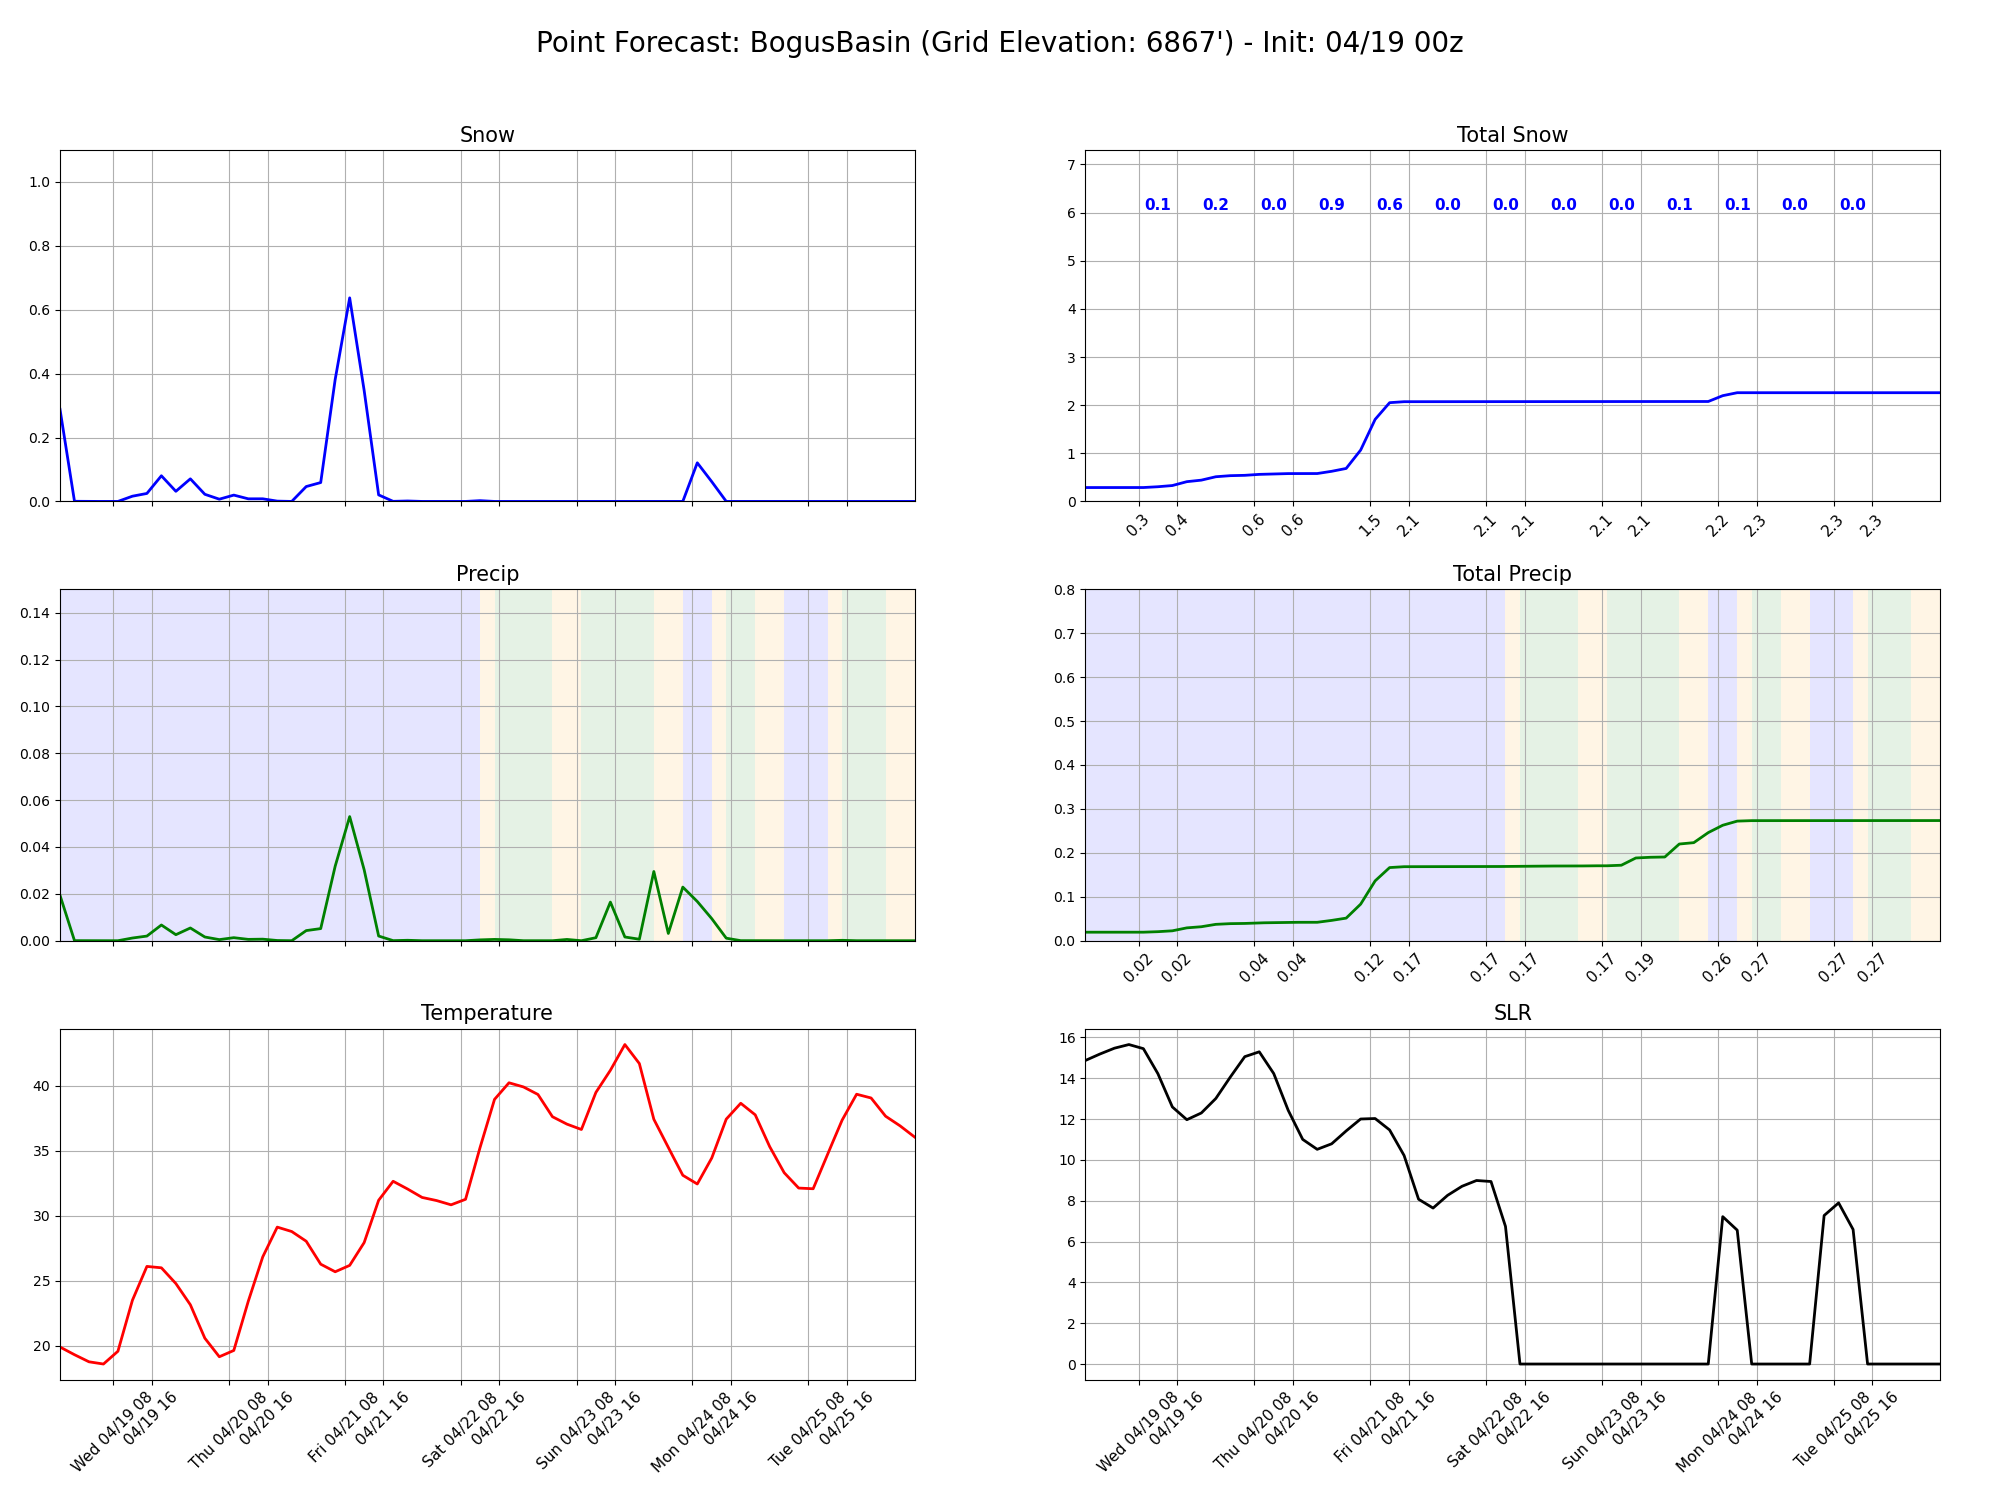 Point Forecast: BogusBasin (Grid Elevation: 6867') - Init: 04/19 00z
Snow
1.0
0.8
0.6
0.4
0.2
0.0
Total Snow
7
6
5
4
3
2
1
0
0.1 0.2 0.0 0.9 0.6 0.0 0.0 0.0 0.0 0.1 0.1 0.0 0.0
0.3 0.4 0.6 0.6 1.5 2.1 2.1 2.1 2.1 2.1 2.2 2.3 2.3 2.3
Precip
0.14
0.12
0.10
0.08
0.06
0.04
0.02
0.00
Total Precip
0.8
0.7
0.6
0.5
0.4
0.3
0.2
0.1
0.0
0.02 0.02 0.04 0.04 0.12 0.17 0.17 0.17 0.17 0.19 0.26 0.27 0.27 0.27
Temperature
40
35
30
25
20
Wed 04/19 08
04/19 16
Thu 04/20 08
04/20 16
Fri 04/21 08
04/21 16
Sat 04/22 08
04/22 16
Sun 04/23 08
04/23 16
Mon 04/24 08
04/24 16
Tue 04/25 08
04/25 16
SLR
16
14
12
10
8
6
4
2
0
Wed 04/19 08
04/19 16
Thu 04/20 08
04/20 16
Fri 04/21 08
04/21 16
Sat 04/22 08
04/22 16
Sun 04/23 08
04/23 16
Mon 04/24 08
04/24 16
Tue 04/25 08
04/25 16